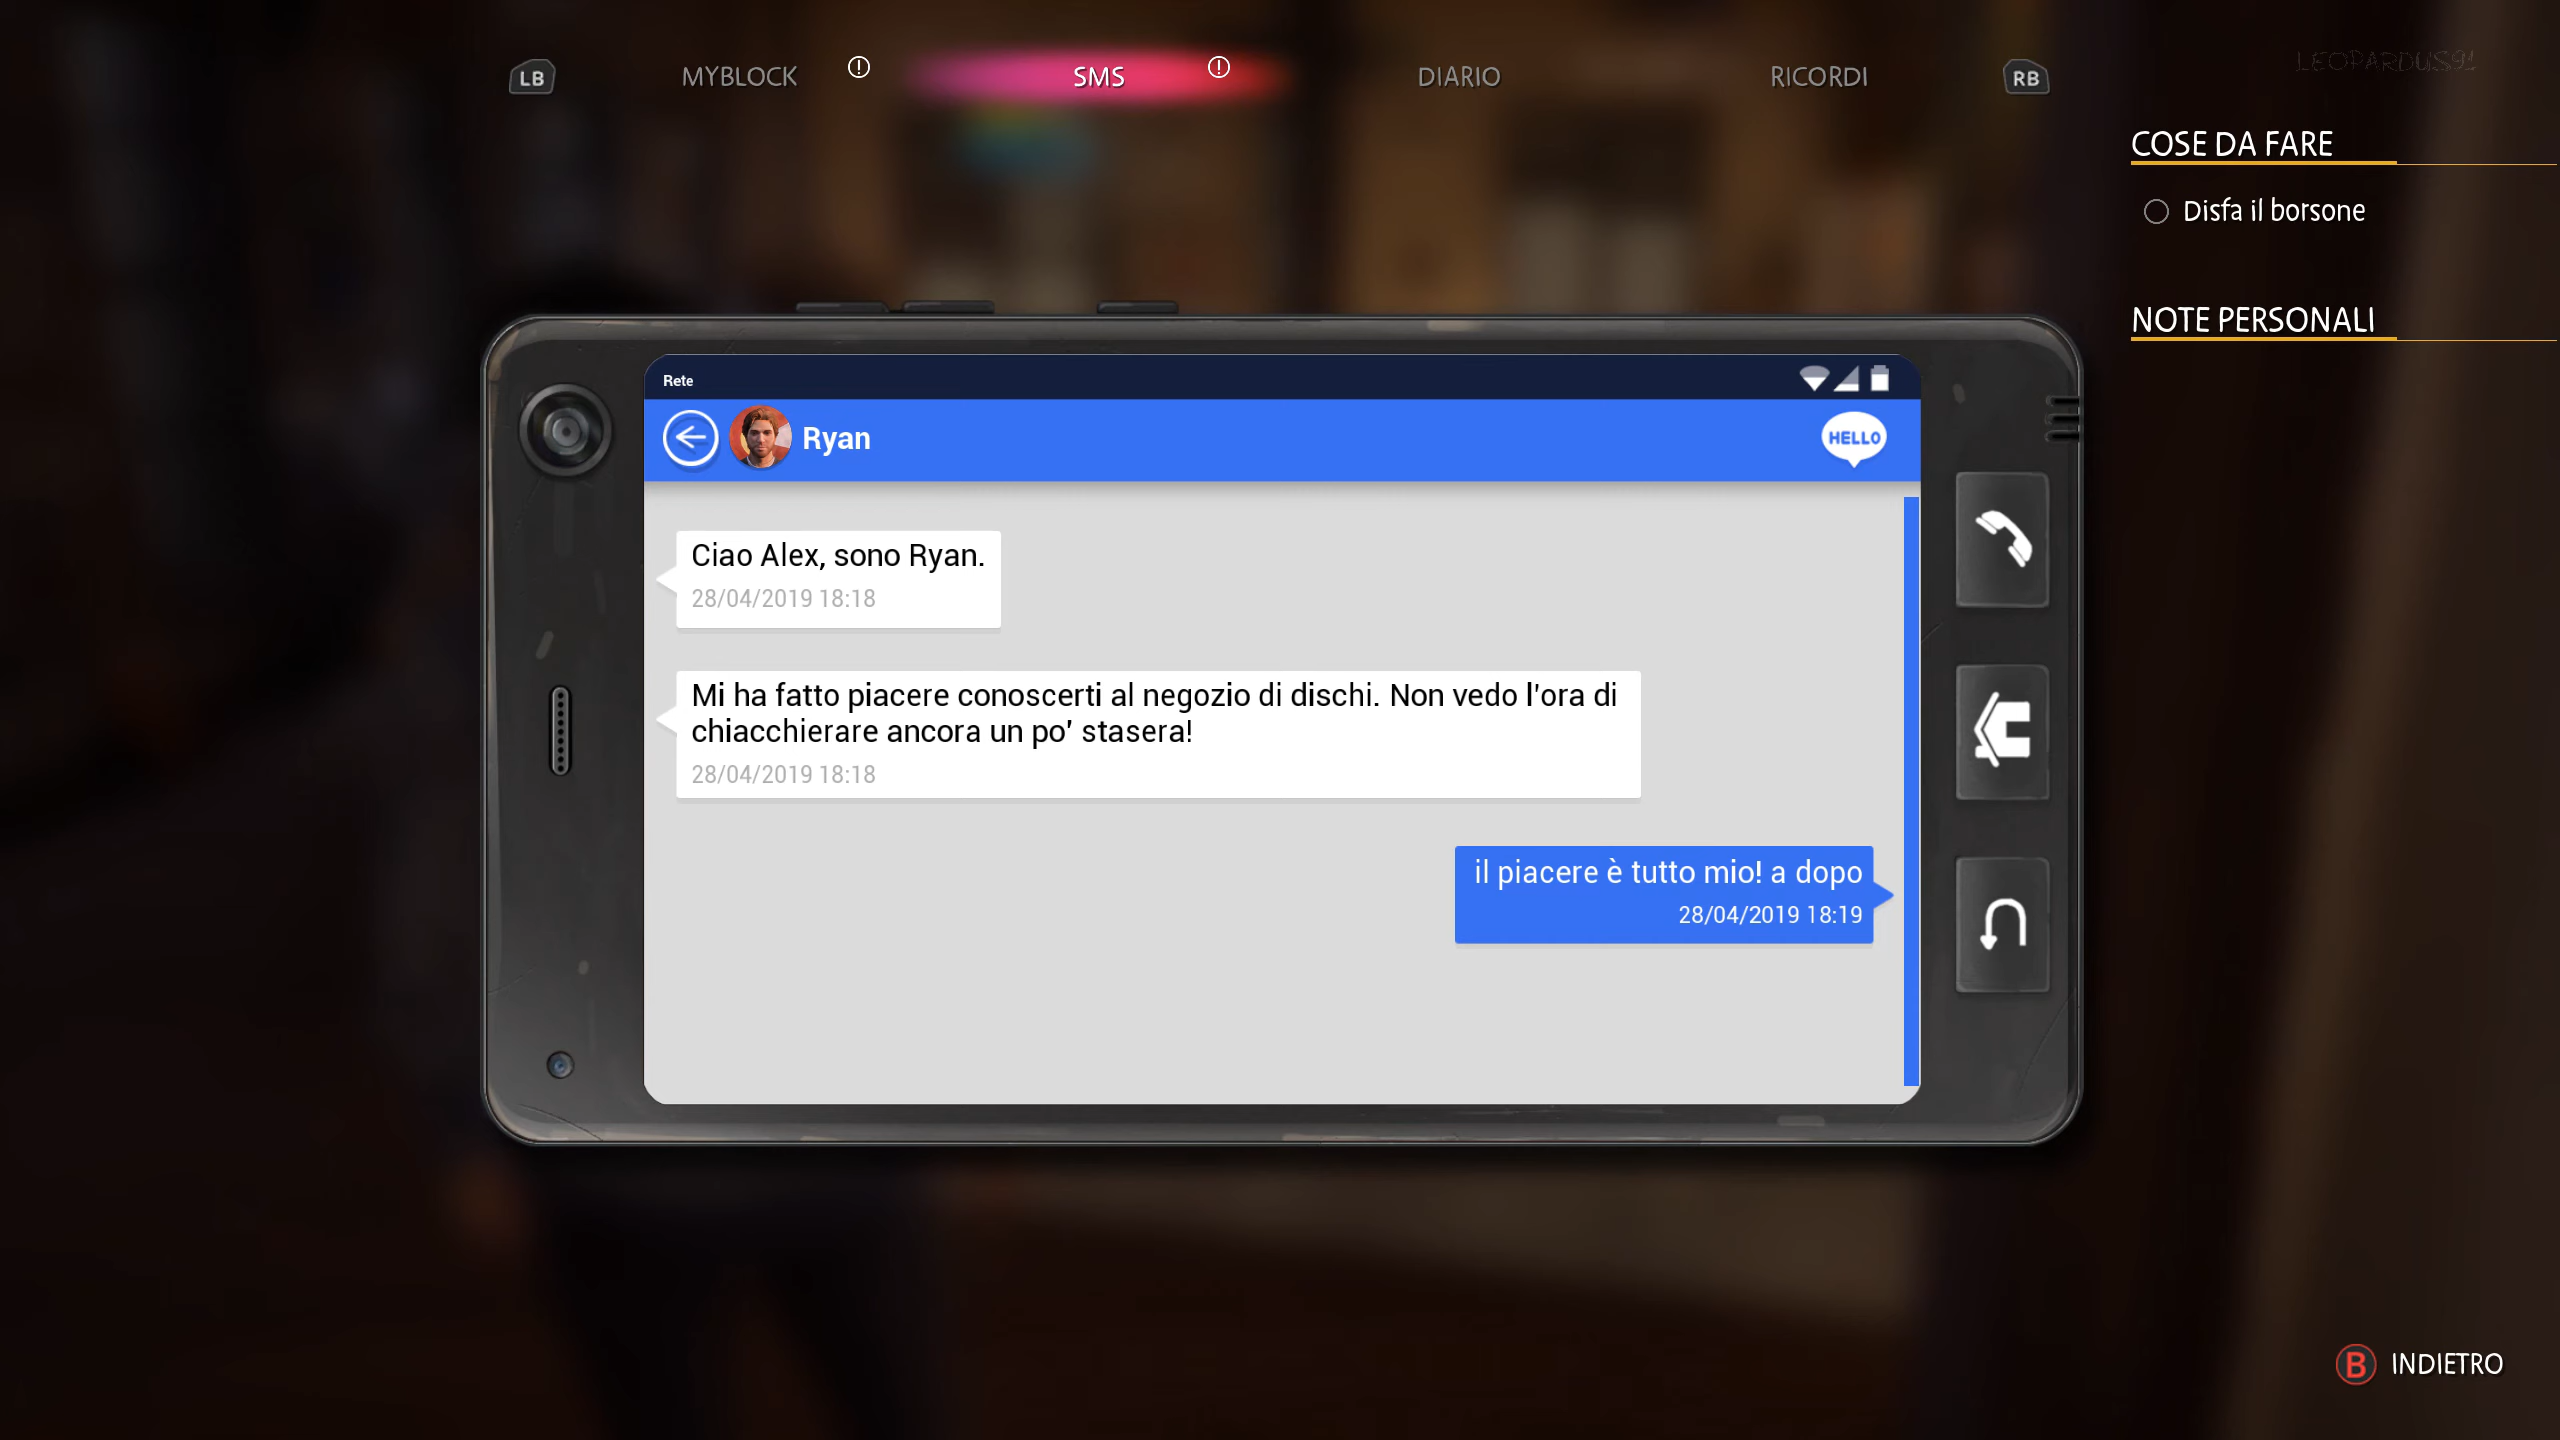 LB
MYBLOCK
SMS
DIARIO
RICORDI
RB
LEOPARDUS91
COSE DA FARE
Disfa il borsone
NOTE PERSONALI
Rete
Ryan
HELLO
Ciao Alex, sono Ryan.
28/04/2019 18:18
Mi ha fatto piacere conoscerti al negozio di dischi. Non vedo l'ora di
chiacchierare ancora un po' stasera!
28/04/2019 18:18
il piacere è tutto mio! a dopo
28/04/2019 18:19
B INDIETRO